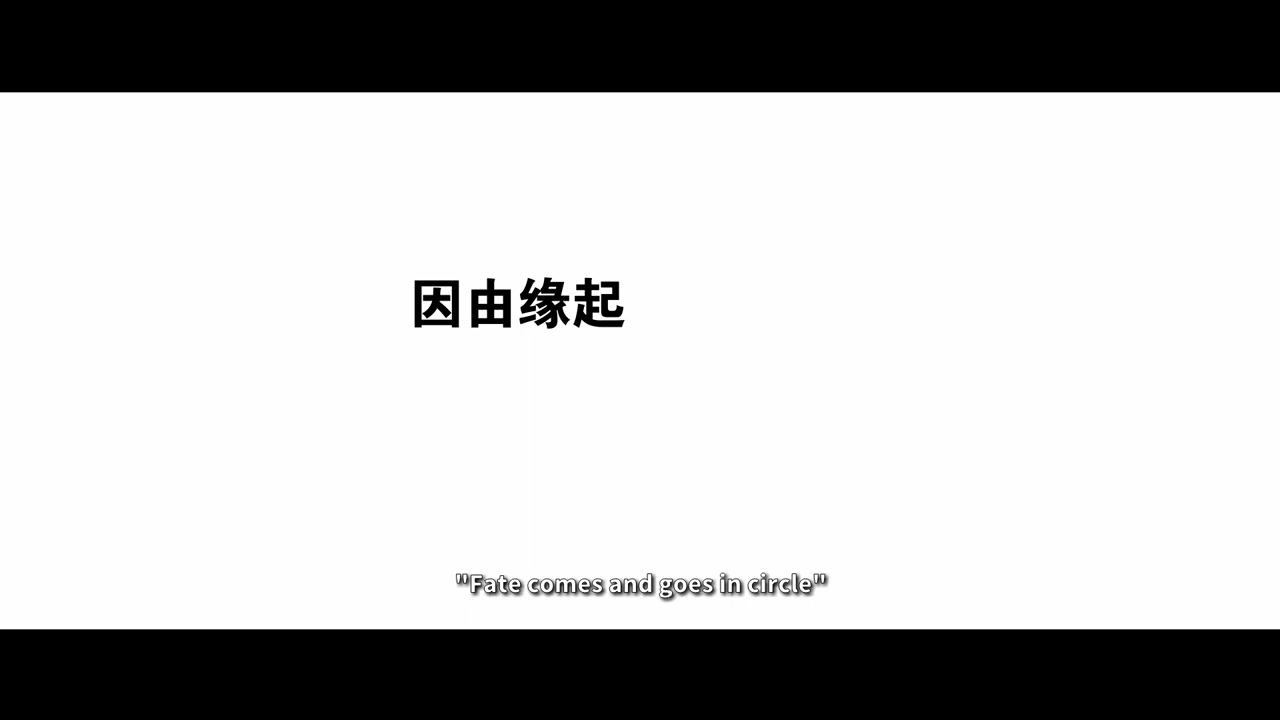 因由缘起
"Fate comes and goes in circle"